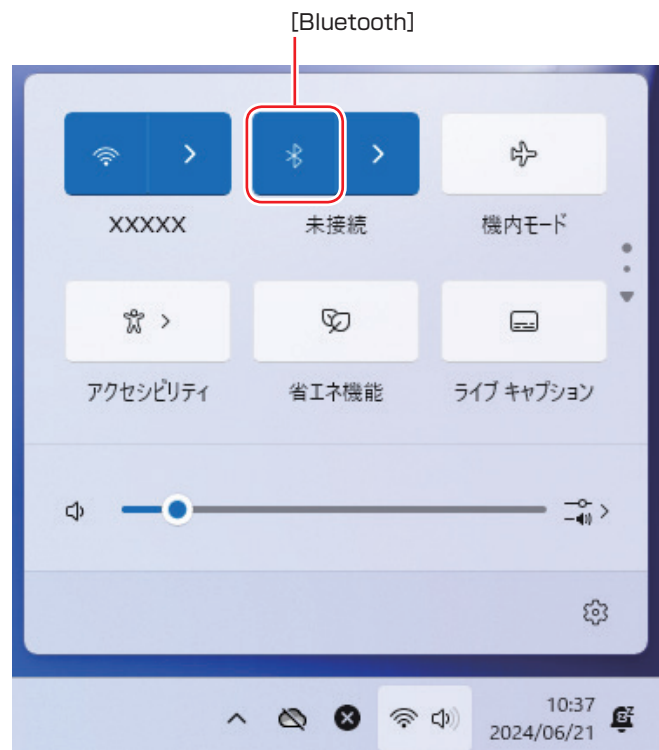 [Bluetooth]
XXXXX
未接続
機内モード
アクセシビリティ
省エネ機能
ライブ キャプション
10:37
2024/06/21